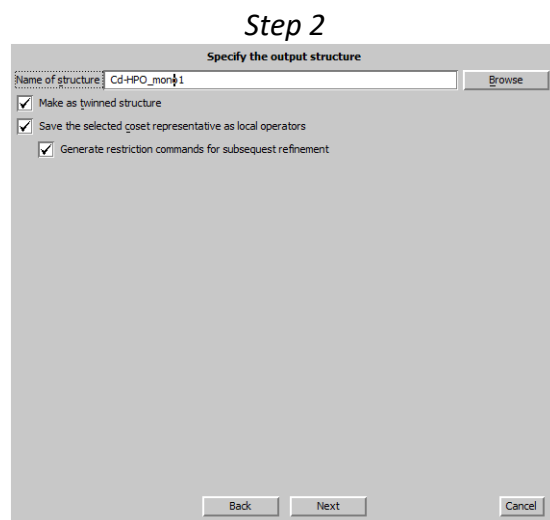 Step 2
Specify the output structure
Name of structure Cd-HPO_mono1 Browse
Make as twinned structure
Save the selected coset representative as local operators
Generate restriction commands for subsequest refinement
Back Next Cancel